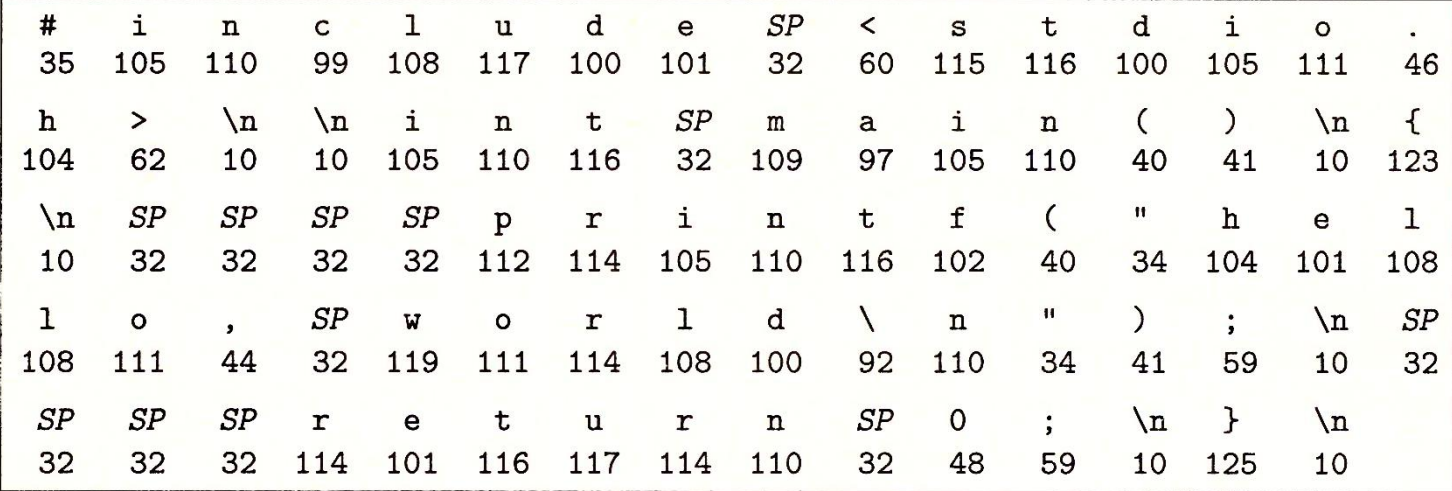 # i n c l u d e SP < s t d i o .
35 105 110 99 108 117 100 101 32 60 115 116 100 105 111 46
h > \n \n i n t SP m a i n ( ) \n {
104 62 10 10 105 110 116 32 109 97 105 110 40 41 10 123
\n SP SP SP SP p r i n t f ( " h e l
10 32 32 32 32 112 114 105 110 116 102 40 34 104 101 108
l o , SP w o r l d \ n " ) ; \n SP
108 111 44 32 119 111 114 108 100 92 110 34 41 59 10 32
SP SP SP r e t u r n SP 0 ; \n } \n
32 32 32 114 101 116 117 114 110 32 48 59 10 125 10